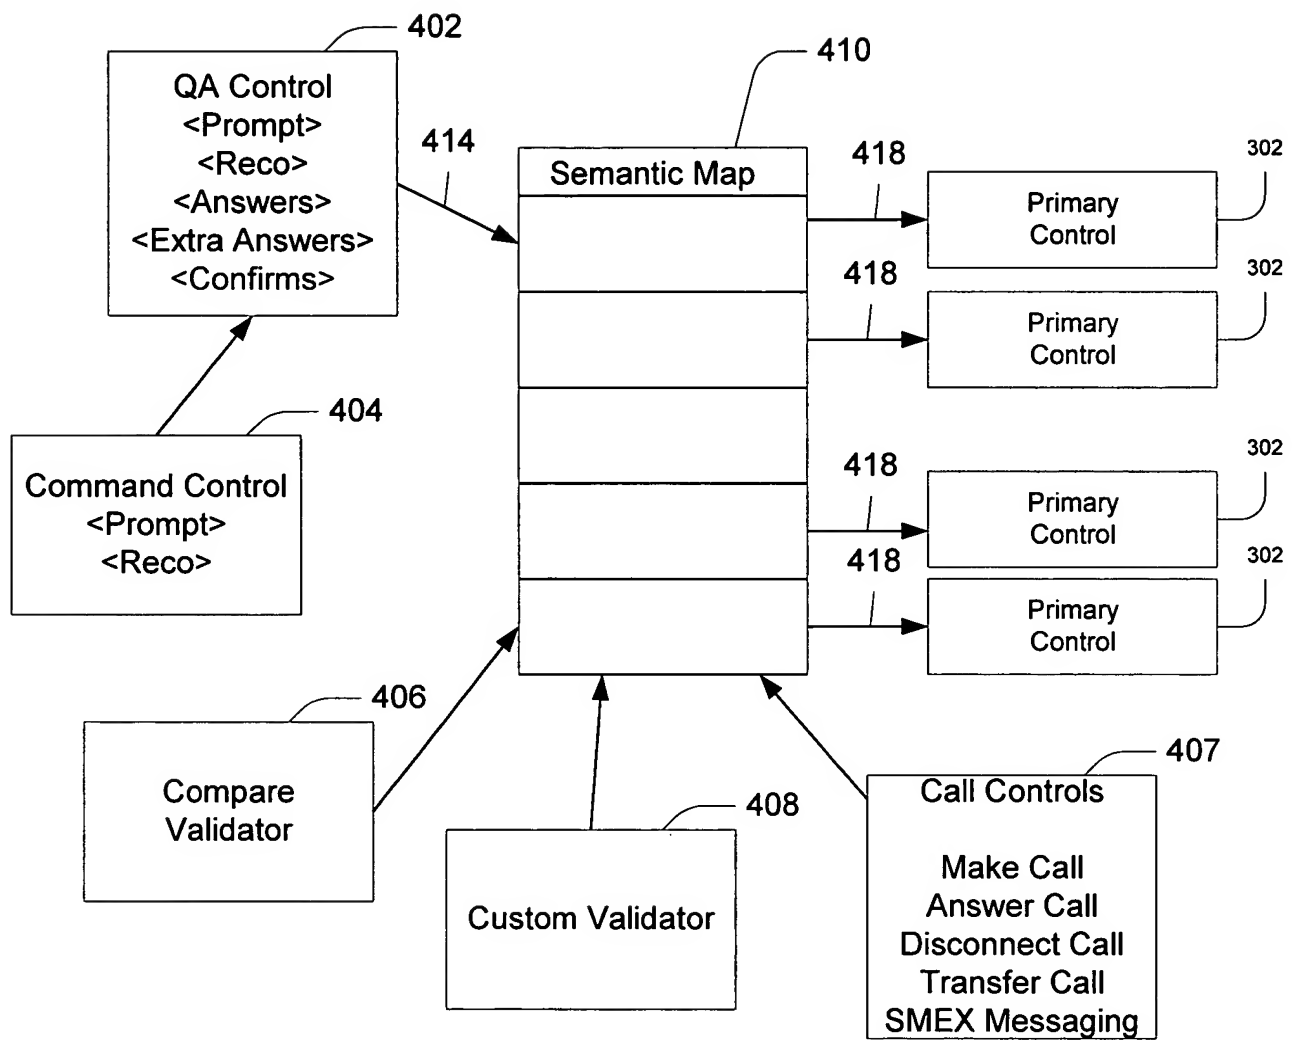 402
QA Control
<Prompt>
<Reco>
<Answers>
<Extra Answers>
<Confirms>
414
410
Semantic Map
418
302
Primary
Control
418
302
Primary
Control
404
Command Control
<Prompt>
<Reco>
418
302
Primary
Control
418
302
Primary
Control
406
Compare
Validator
408
Custom Validator
407
Call Controls
Make Call
Answer Call
Disconnect Call
Transfer Call
SMEX Messaging